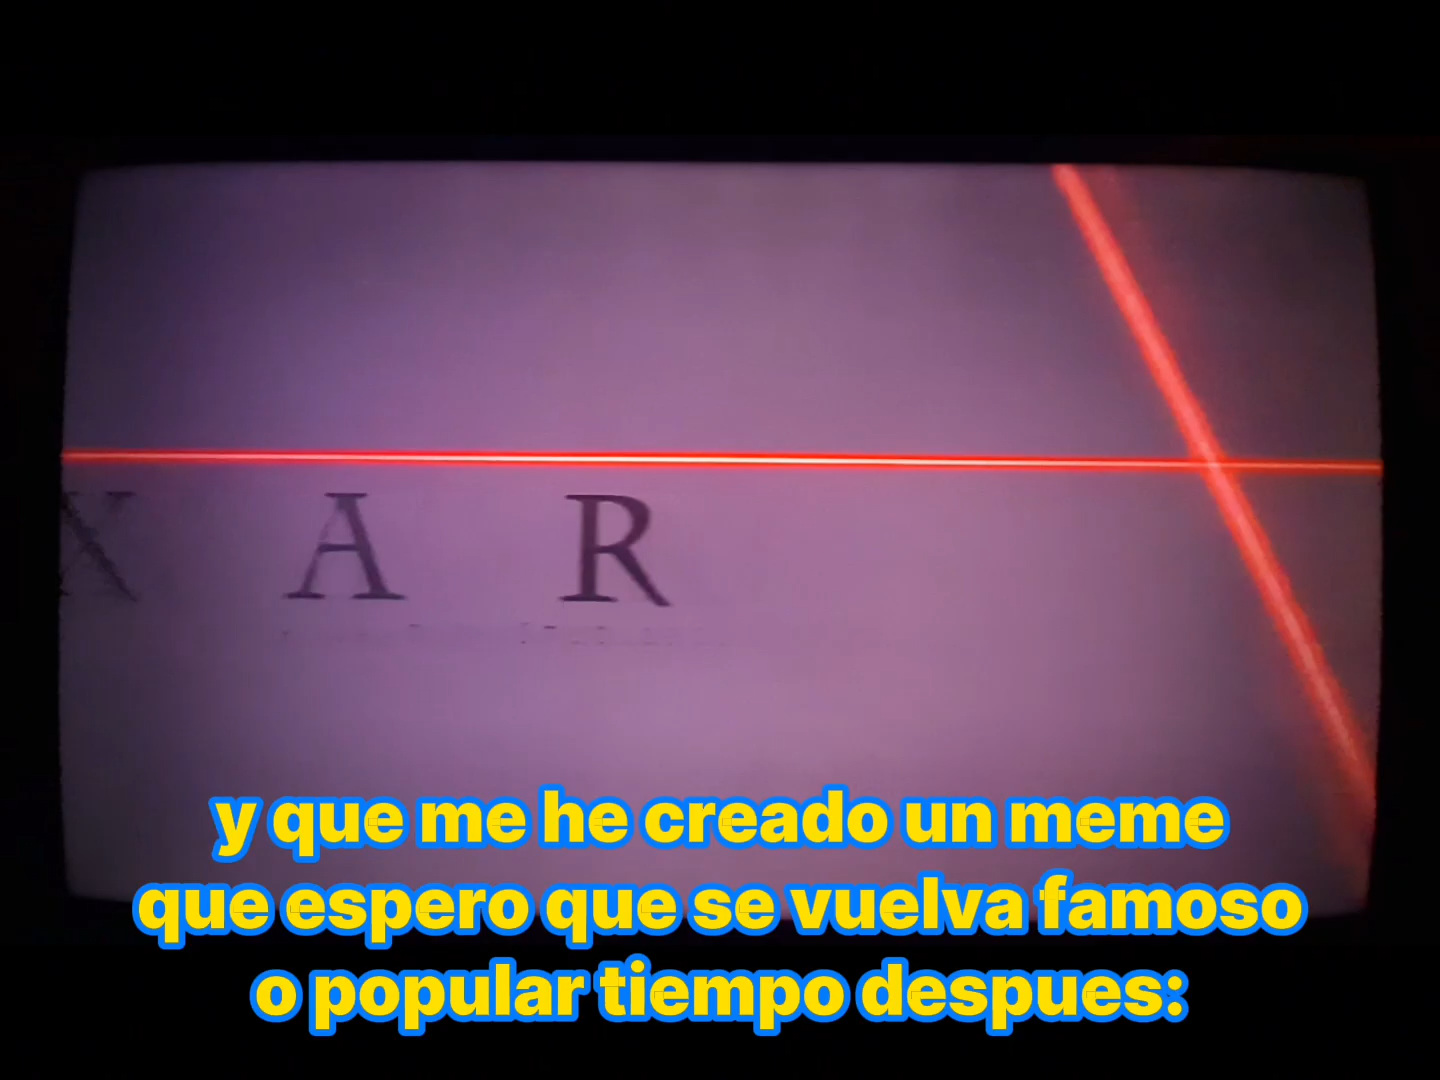 X A R
y que me he creado un meme
que espero que se vuelva famoso
o popular tiempo despues: